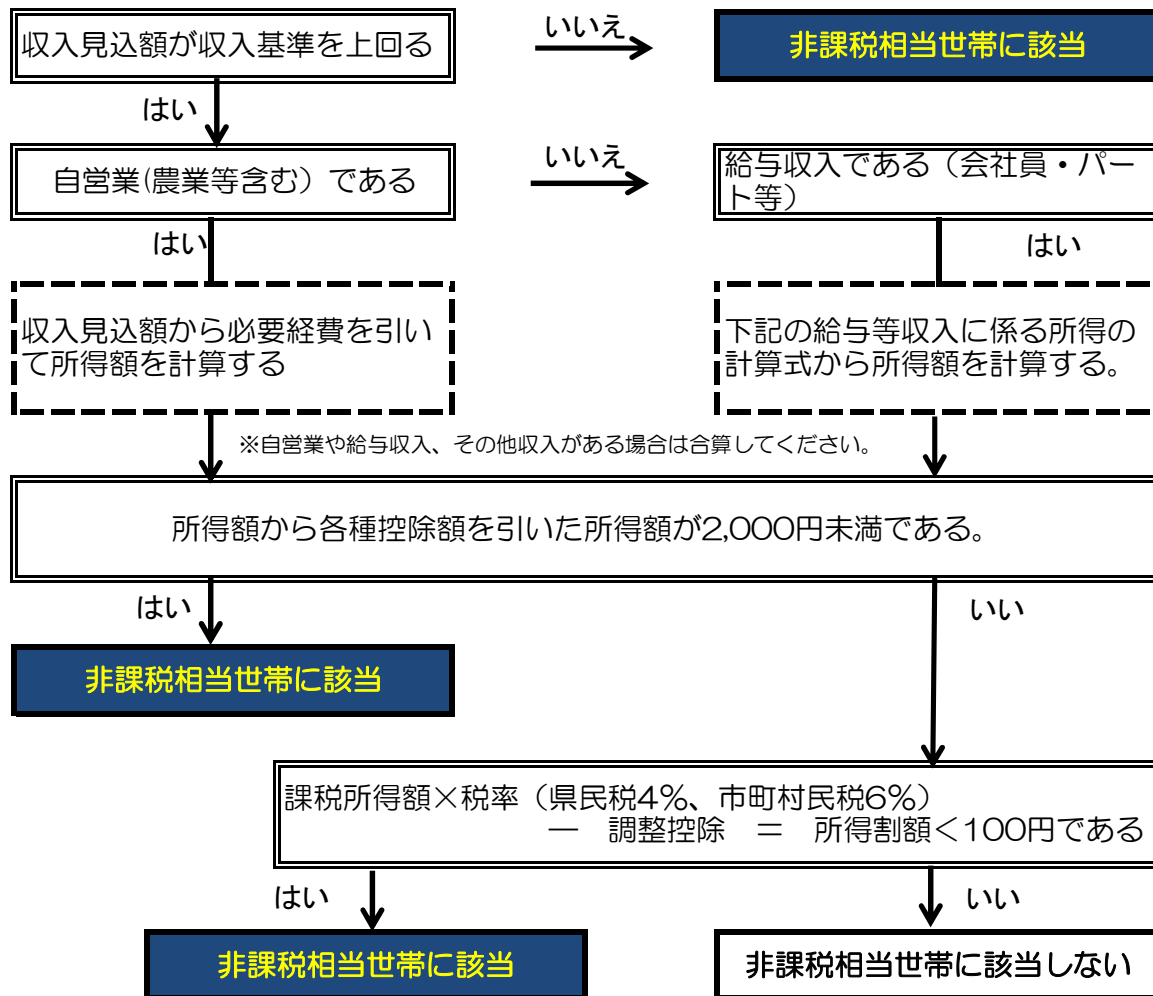 収入見込額が収入基準を上回る
いいえ
非課税相当世帯に該当
はい
自営業(農業等含む）である
いいえ
給与収入である（会社員・パー
ト等）
はい
はい
収入見込額から必要経費を引い
て所得額を計算する
下記の給与等収入に係る所得の
計算式から所得額を計算する。
※自営業や給与収入、その他収入がある場合は合算してください。
所得額から各種控除額を引いた所得額が2,000円未満である。
はい
いい
非課税相当世帯に該当
課税所得額×税率（県民税4％、市町村民税6％）
－　調整控除　＝　所得割額＜100円である
はい
いい
非課税相当世帯に該当
非課税相当世帯に該当しない